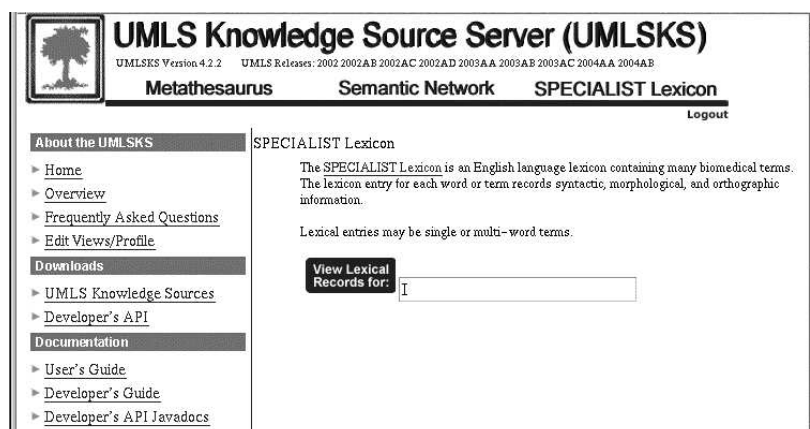 UMLS Knowledge Source Server (UMLSKS)
UMLSKS Version 4.2.2 UMLS Releases: 2002 2002AB 2002AC 2002AD 2003AA 2003AB 2003AC 2004AA 2004AB
Metathesaurus Semantic Network SPECIALIST Lexicon
Logout
About the UMLSKS
Home
Overview
Frequently Asked Questions
Edit Views/Profile
Downloads
UMLS Knowledge Sources
Developer's API
Documentation
User's Guide
Developer's Guide
Developer's API Javadocs
SPECIALIST Lexicon
The SPECIALIST Lexicon is an English language lexicon containing many biomedical terms.
The lexicon entry for each word or term records syntactic, morphological, and orthographic
information.
Lexical entries may be single or multi-word terms.
View Lexical
Records for: